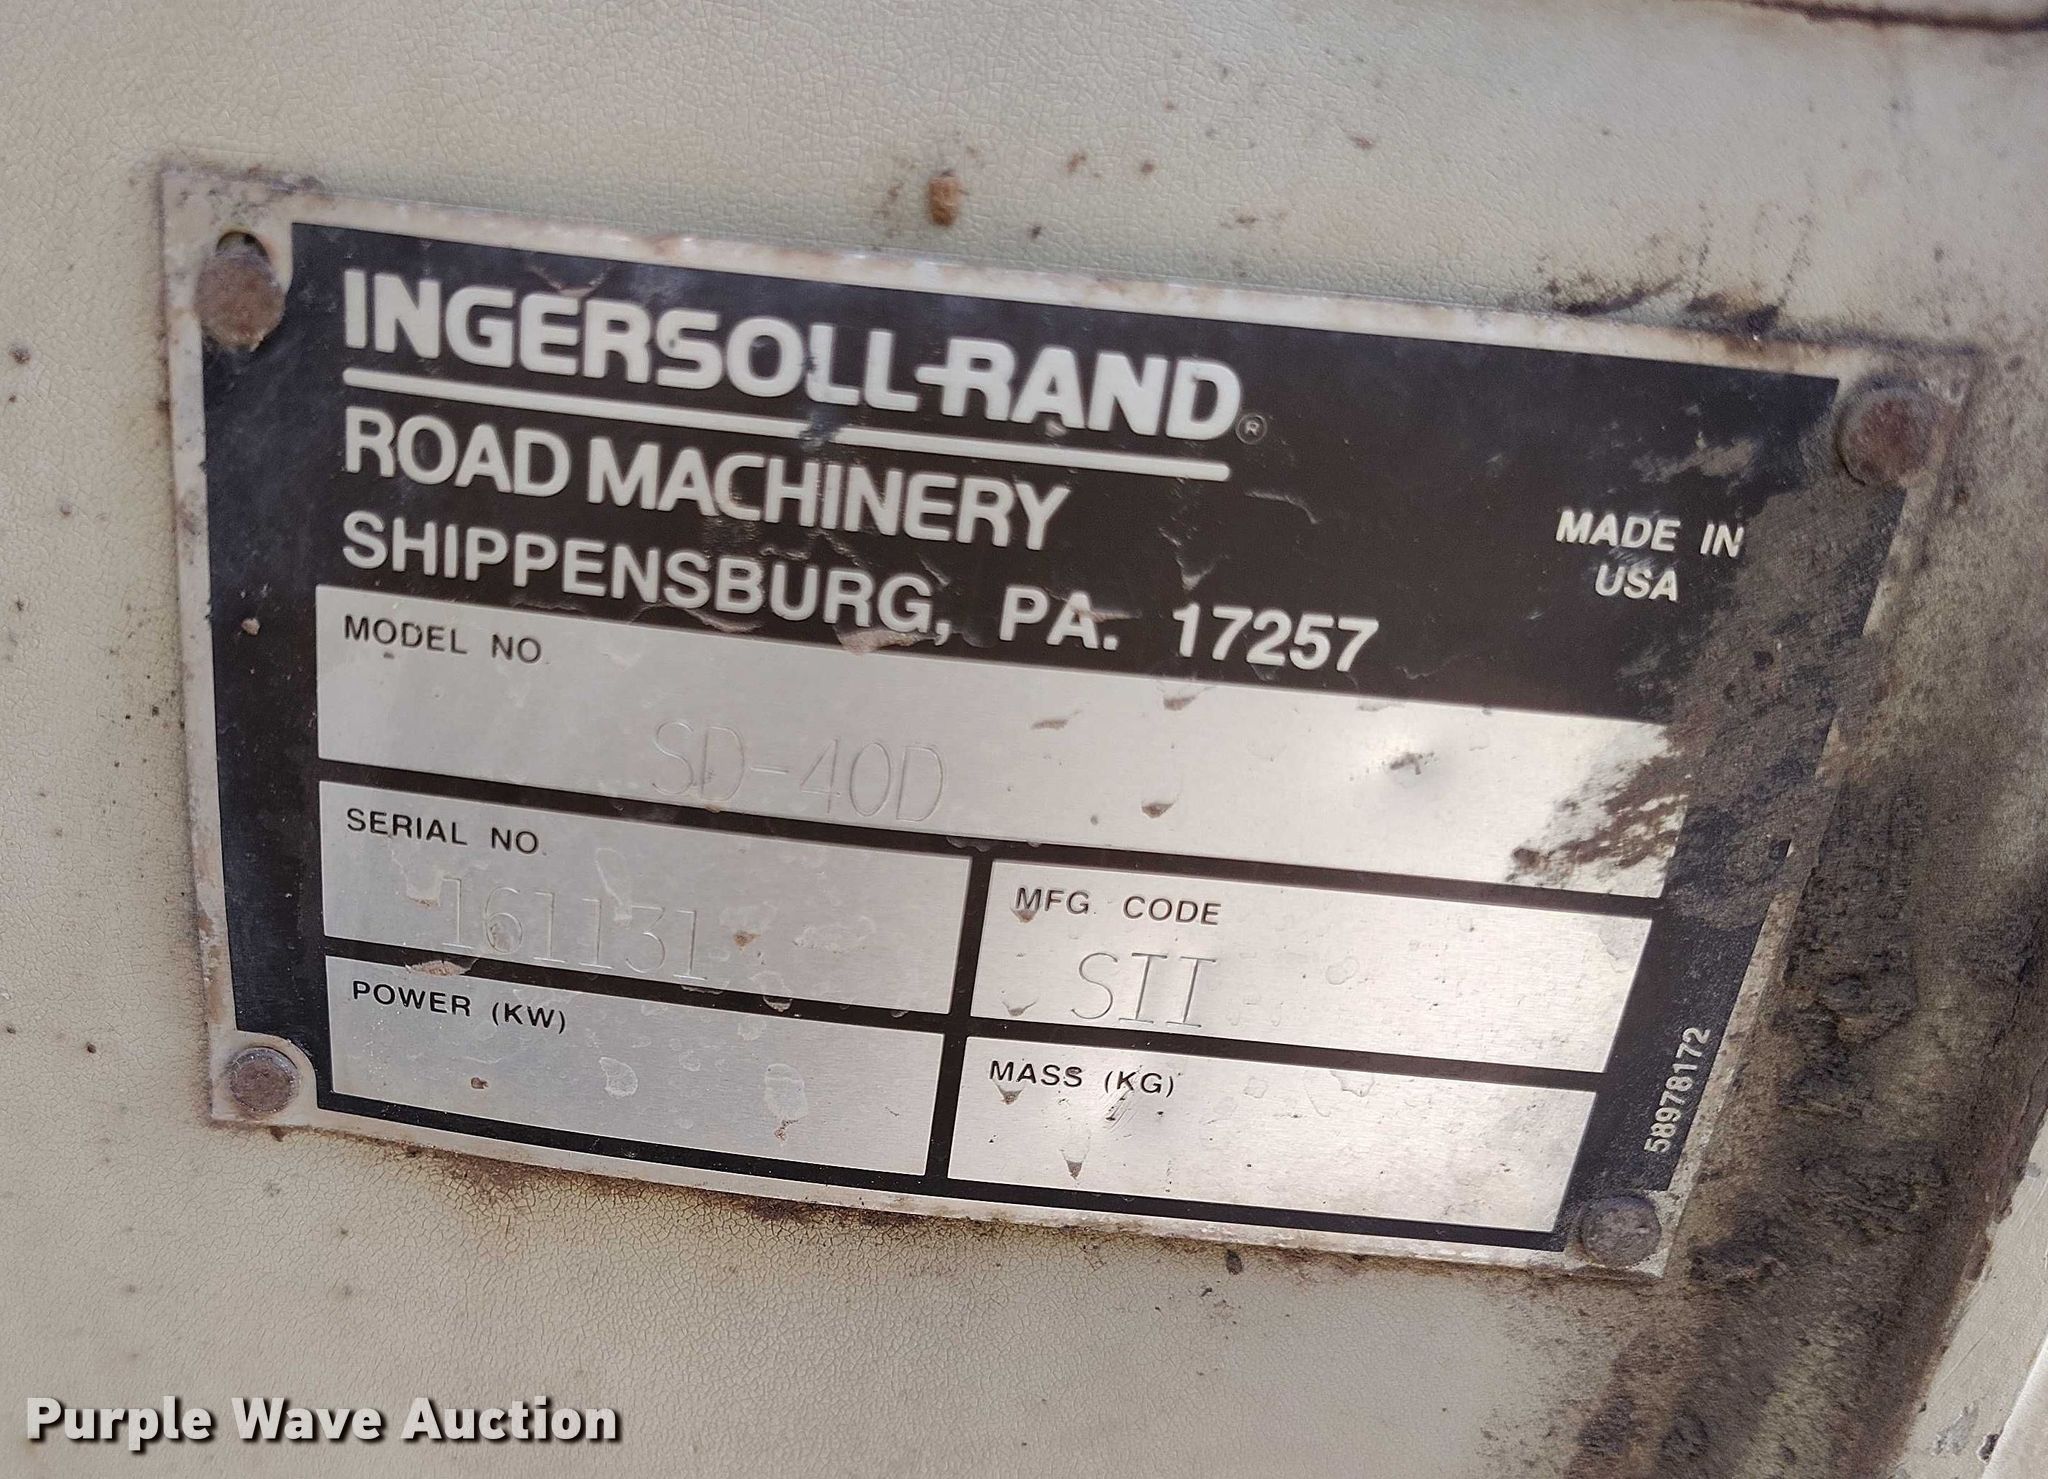 INGERSOLL-RAND®
ROAD MACHINERY
SHIPPENSBURG, PA. 17257
MADE IN
USA
MODEL NO.
SD-40D
SERIAL NO.
161131
MFG. CODE
SII
POWER (KW)
MASS (KG)
58978172
Purple Wave Auction